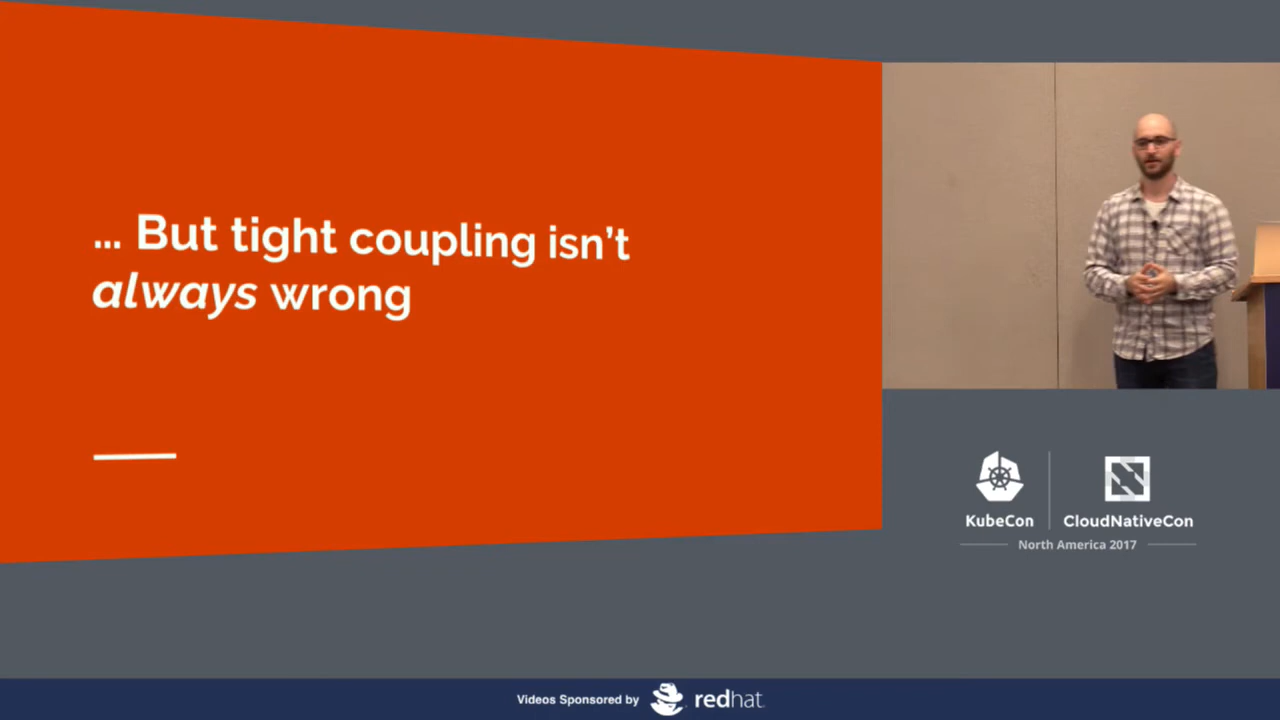 ... But tight coupling isn't
always wrong
KubeCon
CloudNativeCon
North America 2017
Videos Sponsored by redhat.